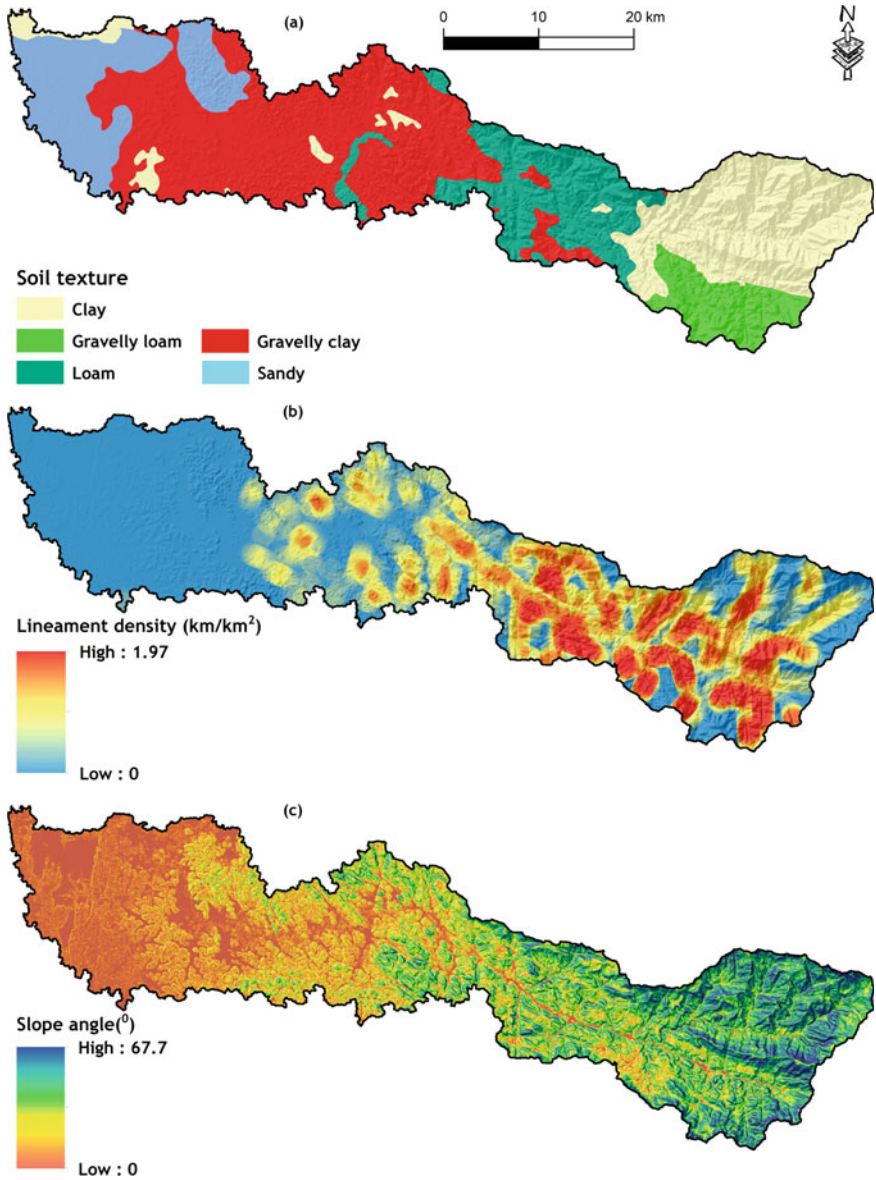 (a)
0 10 20 km
N
Soil texture
Clay
Gravelly loam
Gravelly clay
Loam
Sandy
(b)
Lineament density (km/km²)
High : 1.97
Low : 0
(c)
Slope angle(⁰)
High : 67.7
Low : 0